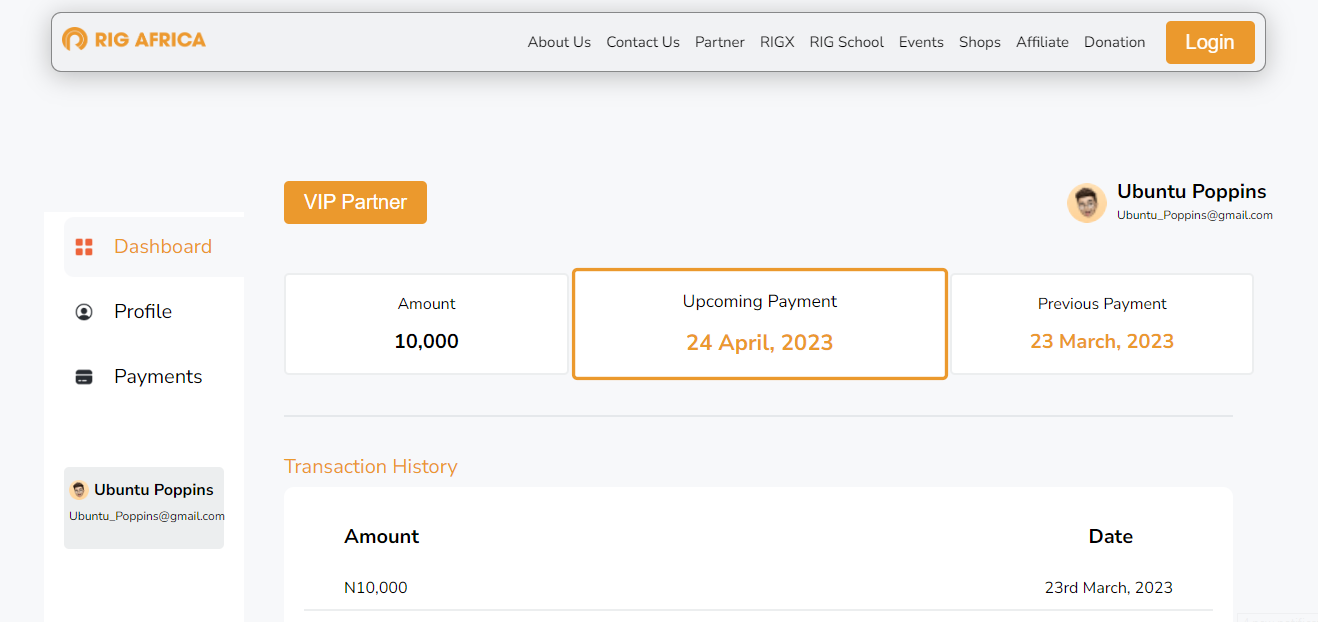 RIG AFRICA
About Us Contact Us Partner RIGX RIG School Events Shops Affiliate Donation Login
VIP Partner
Ubuntu Poppins
Ubuntu_Poppins@gmail.com
Dashboard
Profile
Payments
Ubuntu Poppins
Ubuntu_Poppins@gmail.com
Amount
10,000
Upcoming Payment
24 April, 2023
Previous Payment
23 March, 2023
Transaction History
Amount Date
N10,000 23rd March, 2023